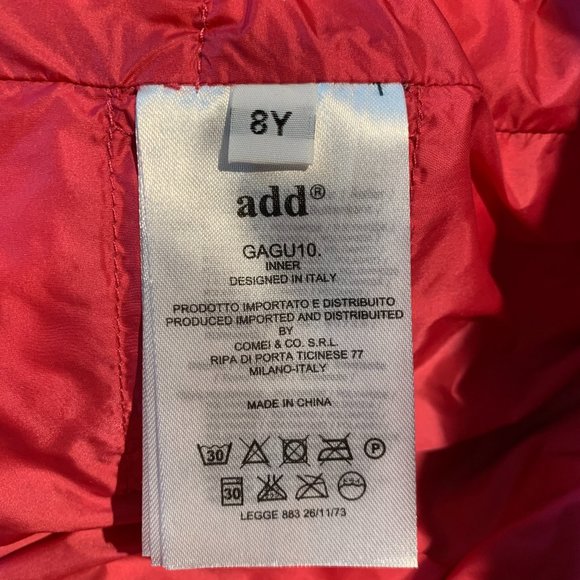 8Y
add®
GAGU10.
INNER
DESIGNED IN ITALY
PRODOTTO IMPORTATO E DISTRIBUITO
PRODUCED IMPORTED AND DISTRIBUITED
BY
COMEI & CO. S.R.L.
RIPA DI PORTA TICINESE 77
MILANO-ITALY
MADE IN CHINA
30
P
30
LEGGE 883 26/11/73